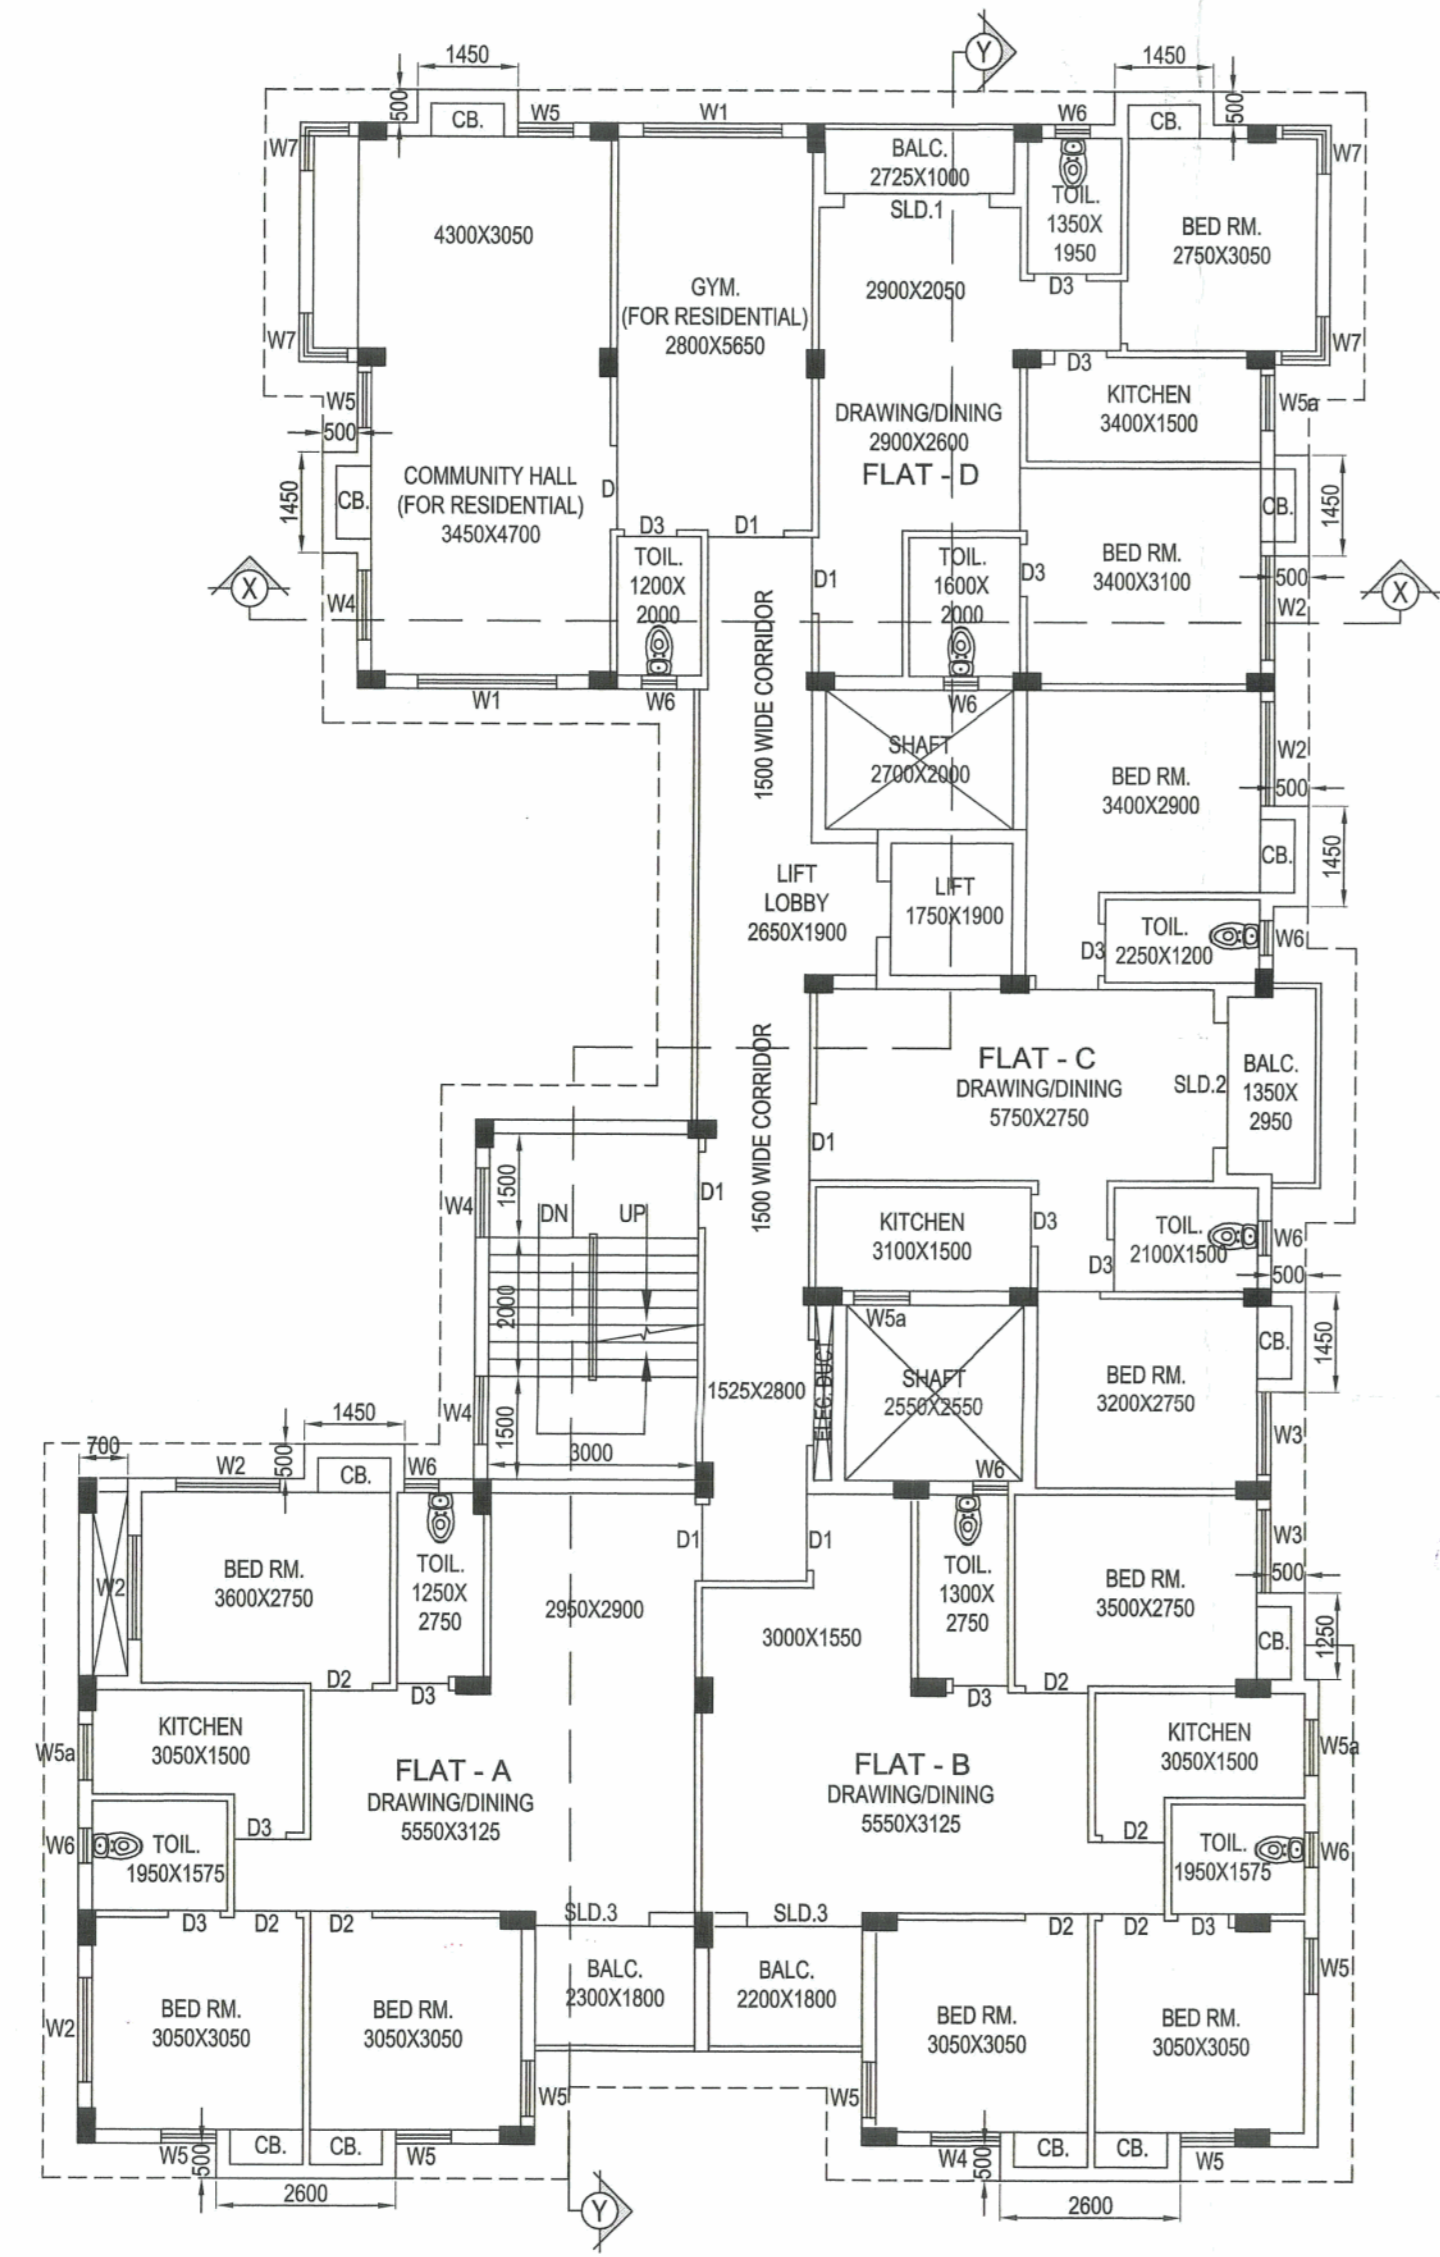 Y
1450
1450
500
500
CB.
W5
W1
W6
CB.
W7
BALC.
2725X1000
W7
SLD.1
TOIL.
1350X
1950
4300X3050
BED RM.
2750X3050
GYM.
(FOR RESIDENTIAL)
2800X5650
2900X2050
D3
W7
W7
D3
W5
500
DRAWING/DINING
2900X2600
FLAT - D
KITCHEN
3400X1500
W5a
COMMUNITY HALL
(FOR RESIDENTIAL)
3450X4700
1450
CB.
D
CB.
1450
D3
D1
TOIL.
1200X
2000
D1
TOIL.
1600X
2000
D3
BED RM.
3400X3100
500
X
X
W4
W2
W1
W6
1500 WIDE CORRIDOR
W6
SHAFT
2700X2000
W2
BED RM.
3400X2900
500
CB.
1450
LIFT
LOBBY
2650X1900
LIFT
1750X1900
TOIL.
2250X1200
D3
W6
1500 WIDE CORRIDOR
FLAT - C
DRAWING/DINING
5750X2750
SLD.2
BALC.
1350X
2950
D1
W4
1500
DN
UP
D1
KITCHEN
3100X1500
D3
TOIL.
2100X1500
D3
W6
500
2000
W5a
CB.
1450
1525X2800
ELEC. DUCT
SHAFT
2550X2550
BED RM.
3200X2750
W4
1500
3000
W3
1450
700
W2
500
CB.
W6
W6
W2
BED RM.
3600X2750
TOIL.
1250X
2750
2950X2900
D1
D1
TOIL.
1300X
2750
BED RM.
3500X2750
W3
500
CB.
1250
3000X1550
D2
D3
D3
D2
KITCHEN
3050X1500
W5a
FLAT - A
DRAWING/DINING
5550X3125
FLAT - B
DRAWING/DINING
5550X3125
KITCHEN
3050X1500
W5a
D3
D2
W6
TOIL.
1950X1575
TOIL.
1950X1575
W6
D3
D2
D2
SLD.3
SLD.3
D2
D2
D3
BALC.
2300X1800
BALC.
2200X1800
W5
W2
BED RM.
3050X3050
BED RM.
3050X3050
BED RM.
3050X3050
BED RM.
3050X3050
W5
W5
W5
500
CB.
CB.
W5
W4
500
CB.
CB.
W5
2600
2600
Y